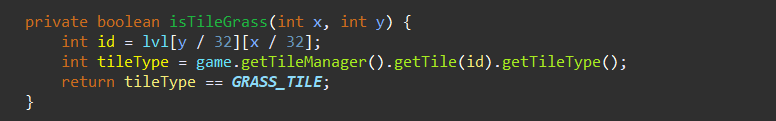 private boolean isTileGrass(int x, int y) {
    int id = lvl[y / 32][x / 32];
    int tileType = game.getTileManager().getTile(id).getTileType();
    return tileType == GRASS_TILE;
}